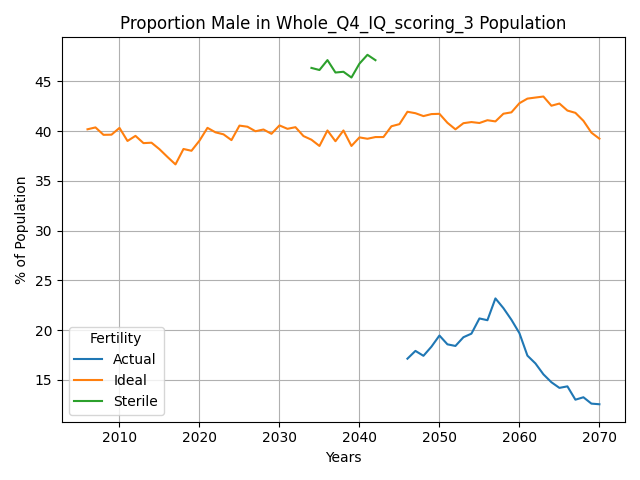 Proportion Male in Whole_Q4_IQ_scoring_3 Population
% of Population
45
40
35
30
25
20
15
Fertility
Actual
Ideal
Sterile
2010 2020 2030 2040 2050 2060 2070
Years